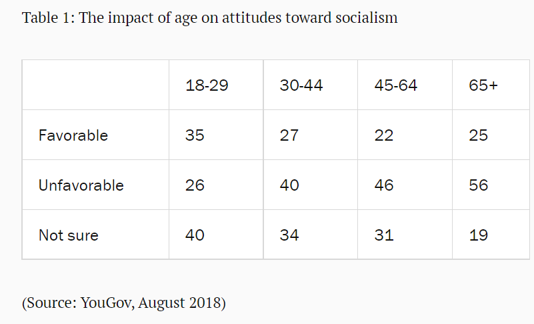 Table 1: The impact of age on attitudes toward socialism
18-29 30-44 45-64 65+
Favorable 35 27 22 25
Unfavorable 26 40 46 56
Not sure 40 34 31 19
(Source: YouGov, August 2018)